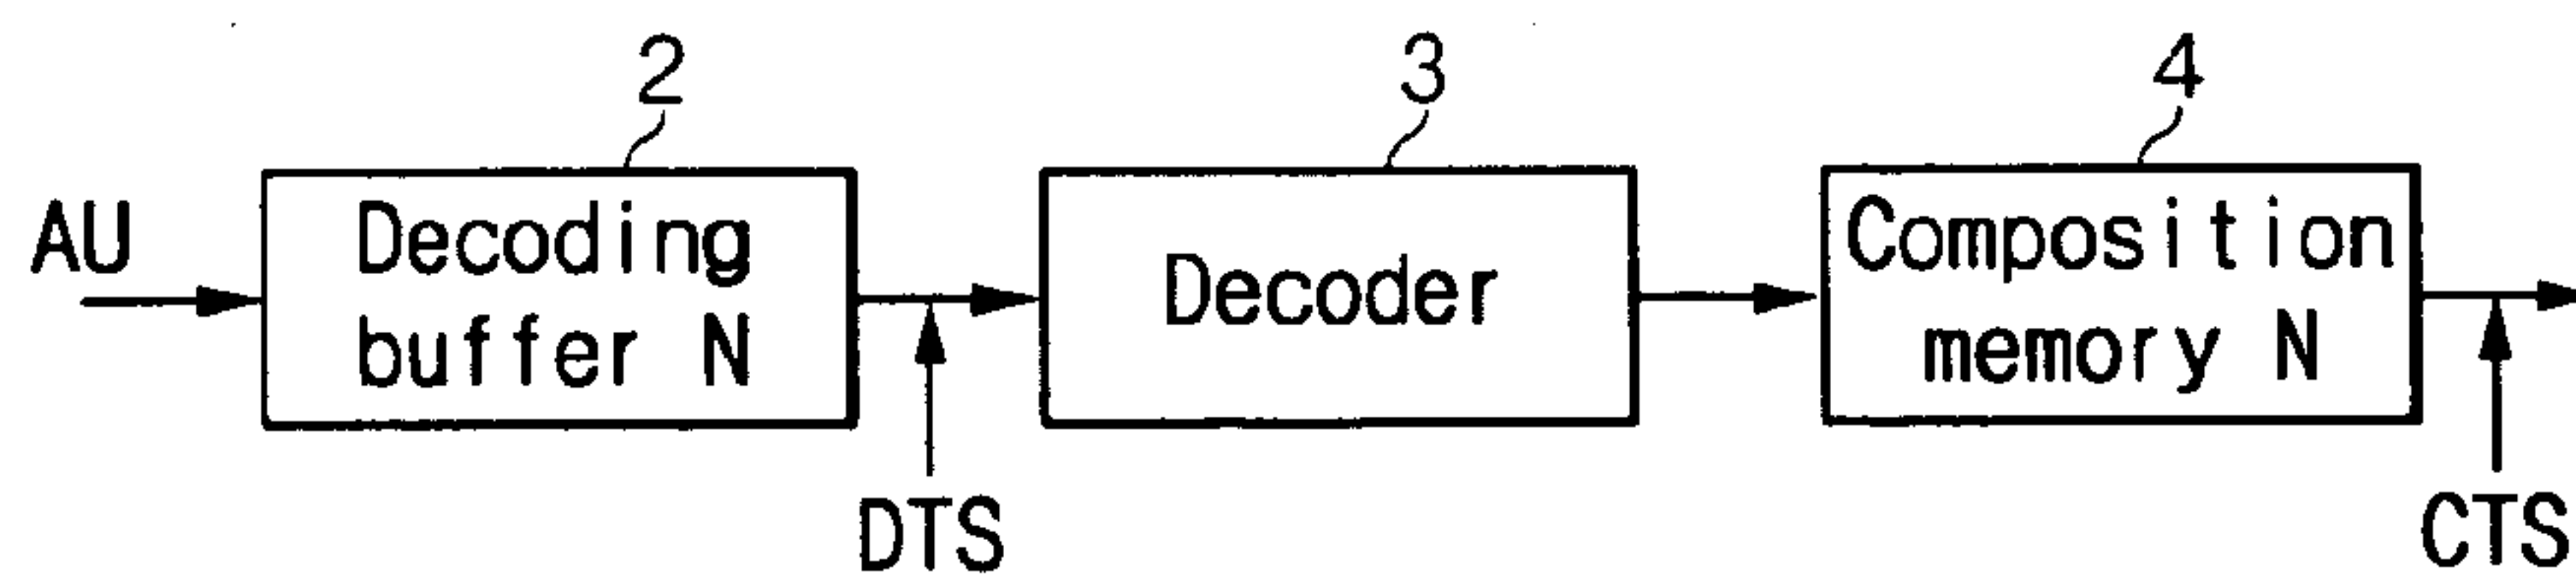 2
3
4
AU
Decoding
buffer N
Decoder
Composition
memory N
DTS
CTS